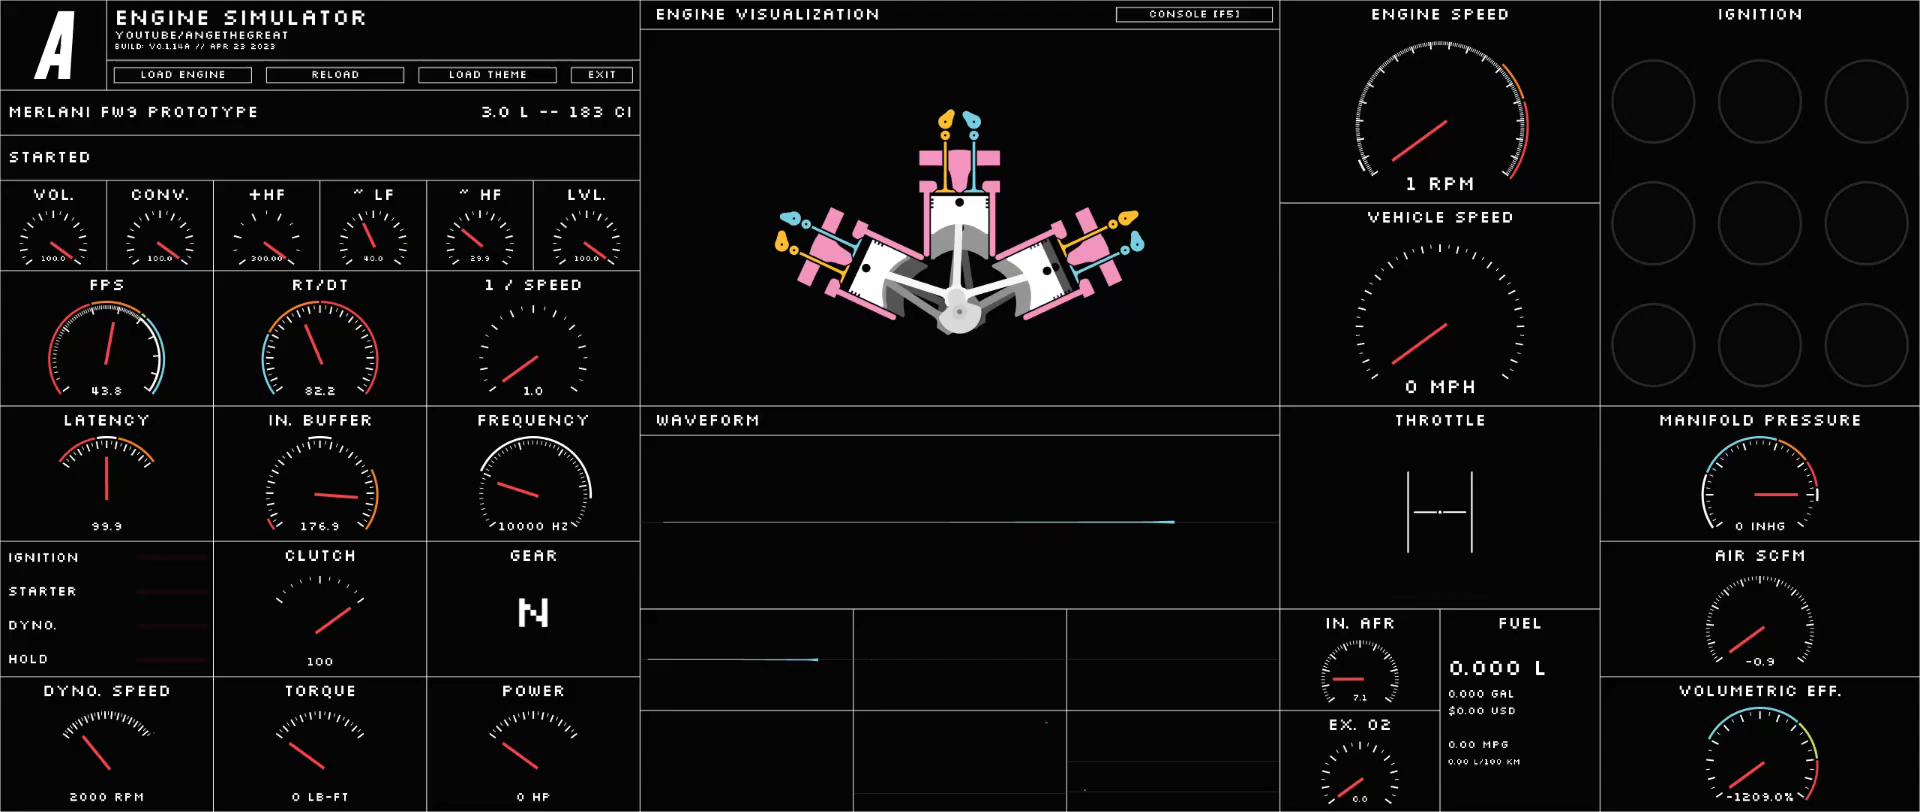 A
ENGINE SIMULATOR
YOUTUBE/ANGETHEGREAT
BUILD: V0.1.14A // APR 23 2023
LOAD ENGINE
RELOAD
LOAD THEME
EXIT
MERLANI FW9 PROTOTYPE
3.0 L -- 183 CI
STARTED
VOL.
100.0
CONV.
100.0
+HF
300.00
~ LF
40.0
~ HF
29.9
LVL.
100.0
FPS
43.8
RT/DT
82.2
1 / SPEED
1.0
LATENCY
99.9
IN. BUFFER
176.9
FREQUENCY
10000 HZ
IGNITION
STARTER
DYNO.
HOLD
CLUTCH
100
GEAR
N
DYNO. SPEED
2000 RPM
TORQUE
0 LB-FT
POWER
0 HP
ENGINE VISUALIZATION
CONSOLE [F5]
WAVEFORM
ENGINE SPEED
1 RPM
VEHICLE SPEED
0 MPH
THROTTLE
IN. AFR
7.1
EX. O2
0.0
FUEL
0.000 L
0.000 GAL
$0.00 USD
0.00 MPG
0.00 L/100 KM
IGNITION
MANIFOLD PRESSURE
0 INHG
AIR SCFM
-0.9
VOLUMETRIC EFF.
-1209.0%